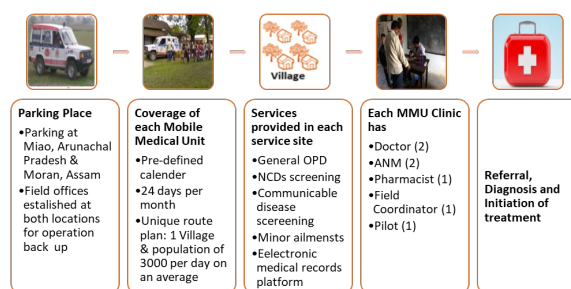 Village
Parking Place
•Parking at
Miao, Arunachal
Pradesh &
Moran, Assam
•Field offices
estalished at
both locations
for operation
back up
Coverage of
each Mobile
Medical Unit
•Pre-defined
calender
•24 days per
month
•Unique route
plan: 1 Village
& population of
3000 per day on
an average
Services
provided in each
service site
•General OPD
•NCDs screening
•Communicable
disease
scereening
•Minor ailmensts
•Eelectronic
medical records
platform
Each MMU Clinic
has
•Doctor (2)
•ANM (2)
•Pharmacist (1)
•Field
Coordinator (1)
•Pilot (1)
Referral,
Diagnosis and
Initiation of
treatment